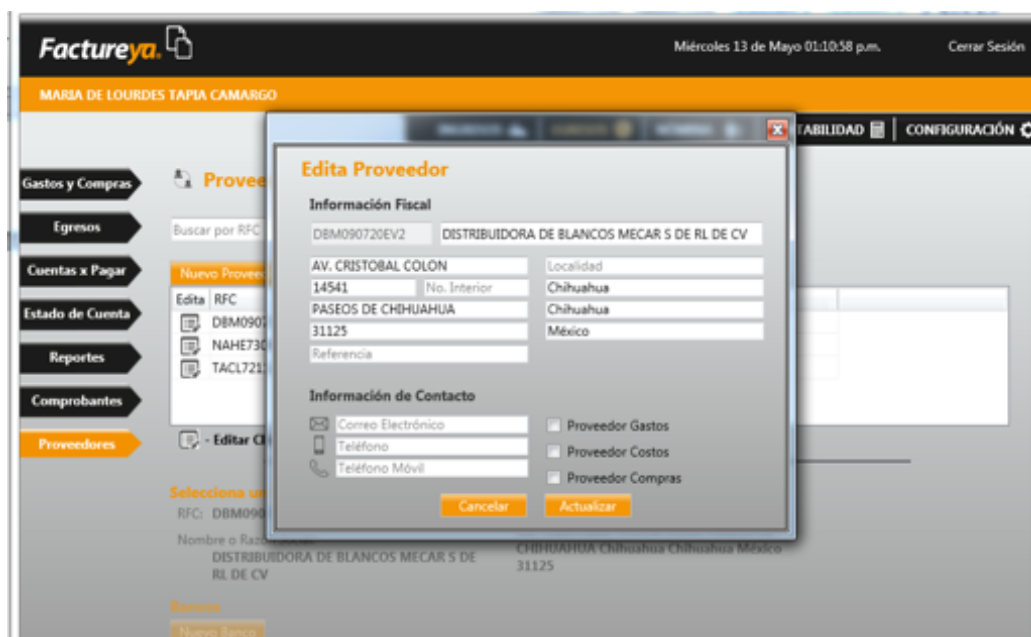 Factureya.
Miércoles 13 de Mayo 01:10:58 p.m.
Cerrar Sesión
MARIA DE LOURDES TAPIA CAMARGO
TABILIDAD
CONFIGURACIÓN
Gastos y Compras
Egresos
Cuentas x Pagar
Estado de Cuenta
Reportes
Comprobantes
Proveedores
Provee
Buscar por RFC
Nuevo Proveed
Edita RFC
DBM0907
NAHE730
TACL721
- Editar Cl
Selecciona un
RFC: DBM090
Nombre o Razó
DISTRIBUIDORA DE BLANCOS MECAR S DE
RL DE CV
CHIHUAHUA Chihuahua Chihuahua México
31125
Bancos
Nuevo Banco
Edita Proveedor
Información Fiscal
DBM090720EV2
DISTRIBUIDORA DE BLANCOS MECAR S DE RL DE CV
AV. CRISTOBAL COLON
Localidad
14541
No. Interior
Chihuahua
PASEOS DE CHIHUAHUA
Chihuahua
31125
México
Referencia
Información de Contacto
Correo Electrónico
Teléfono
Teléfono Móvil
Proveedor Gastos
Proveedor Costos
Proveedor Compras
Cancelar
Actualizar